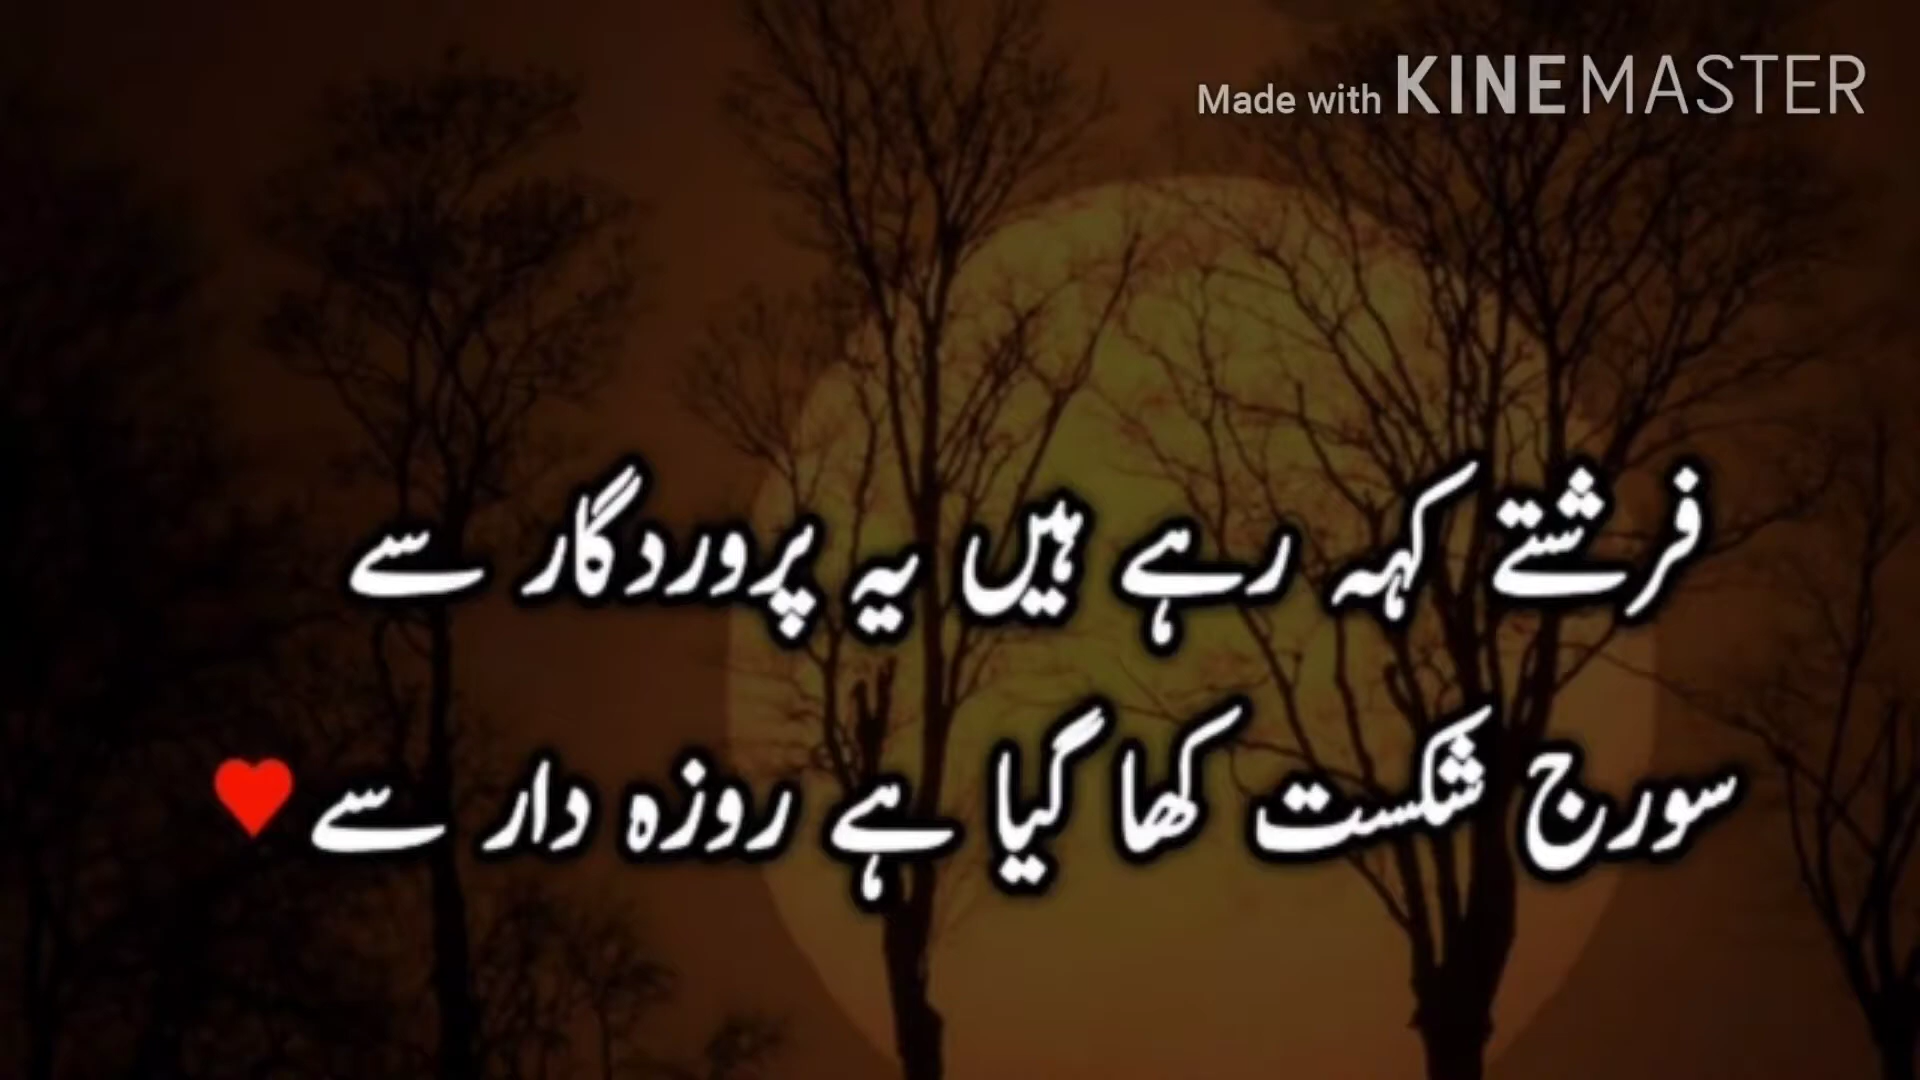 Made with KINEMASTER
فرشتے کہہ رہے ہیں یہ پروردگار سے
سورج شکست کھا گیا ہے روزہ دار سے